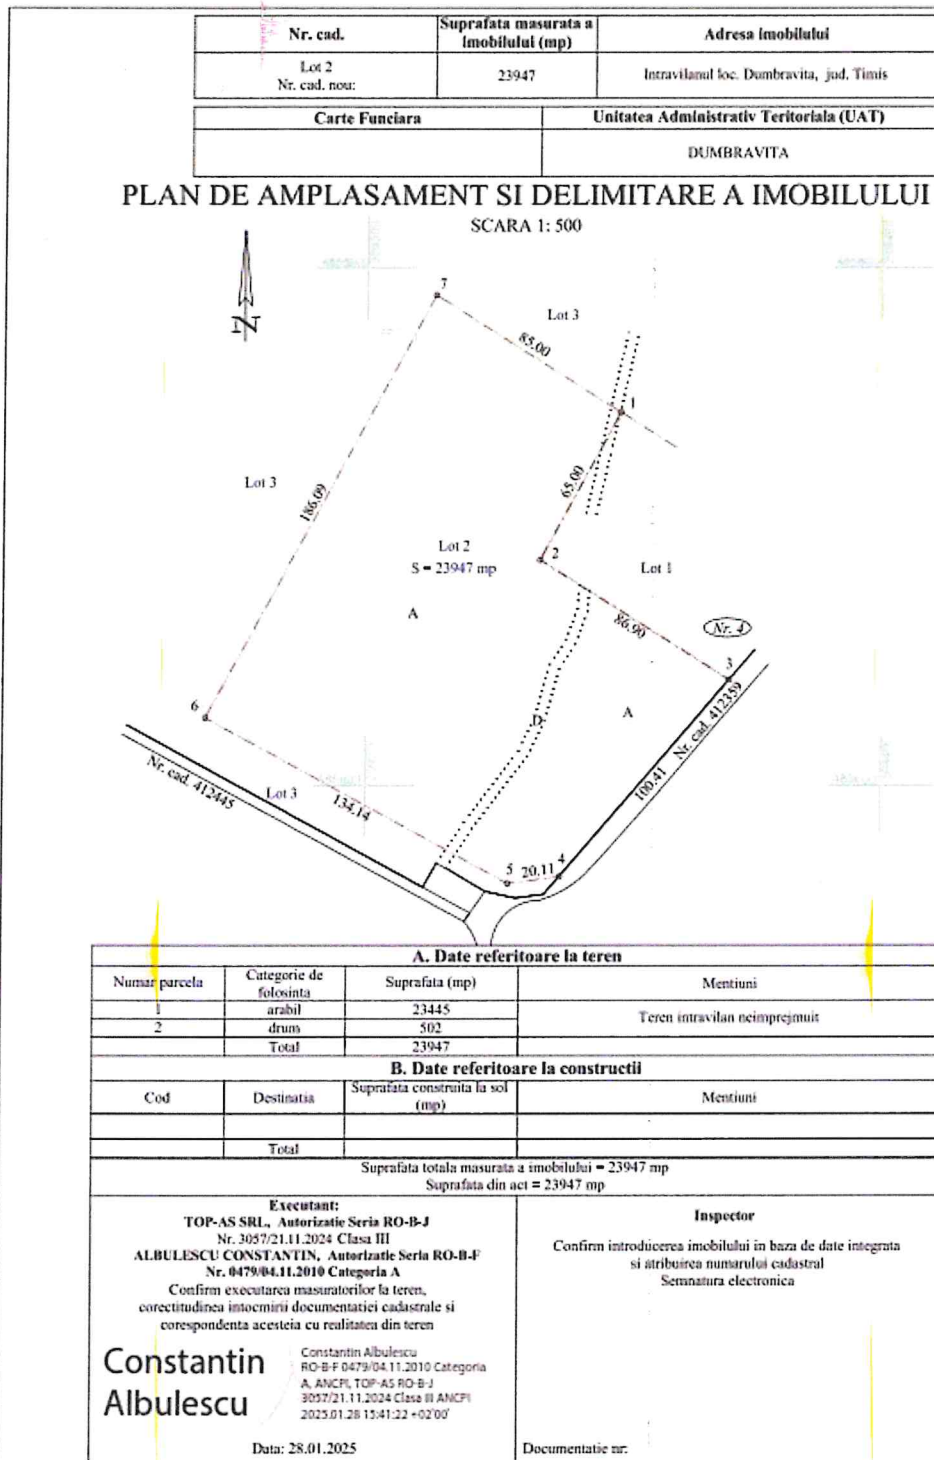 Nr. cad.
Suprafata masurata a
imobilului (mp)
Adresa imobilului
Lot 2
Nr. cad. nou:
23947
Intravilanul loc. Dumbravita, jud. Timis
Carte Funciara
Unitatea Administrativ Teritoriala (UAT)
DUMBRAVITA
PLAN DE AMPLASAMENT SI DELIMITARE A IMOBILULUI
SCARA 1: 500
N
7
Lot 3
85.00
1
Lot 3
186.09
65.00
Lot 2
S = 23947 mp
2
Lot 1
A
86.90
Nr. 4
3
6
D
A
Nr. cad. 412359
100.41
Nr. cad. 412445
Lot 3
134.14
5
20.11
4
A. Date referitoare la teren
Numar parcela
Categorie de
folosinta
Suprafata (mp)
Mentiuni
1
arabil
23445
Teren intravilan neimprejmuit
2
drum
502
Total
23947
B. Date referitoare la constructii
Cod
Destinatia
Suprafata construita la sol
(mp)
Mentiuni
Total
Suprafata totala masurata a imobilului = 23947 mp
Suprafata din act = 23947 mp
Executant:
TOP-AS SRL, Autorizatie Seria RO-B-J
Nr. 3057/21.11.2024 Clasa III
ALBULESCU CONSTANTIN, Autorizatie Seria RO-B-F
Nr. 0479/04.11.2010 Categoria A
Confirm executarea masuratorilor la teren,
corectitudinea intocmirii documentatiei cadastrale si
corespondenta acesteia cu realitatea din teren
Constantin
Albulescu
Constantin Albulescu
RO-B-F 0479/04.11.2010 Categoria
A, ANCPI, TOP-AS RO-B-J
3057/21.11.2024 Clasa III ANCPI
2025.01.28 15:41:22 +02'00'
Data: 28.01.2025
Inspector
Confirm introducerea imobilului in baza de date integrata
si atribuirea numarului cadastral
Semnatura electronica
Documentatie nr: